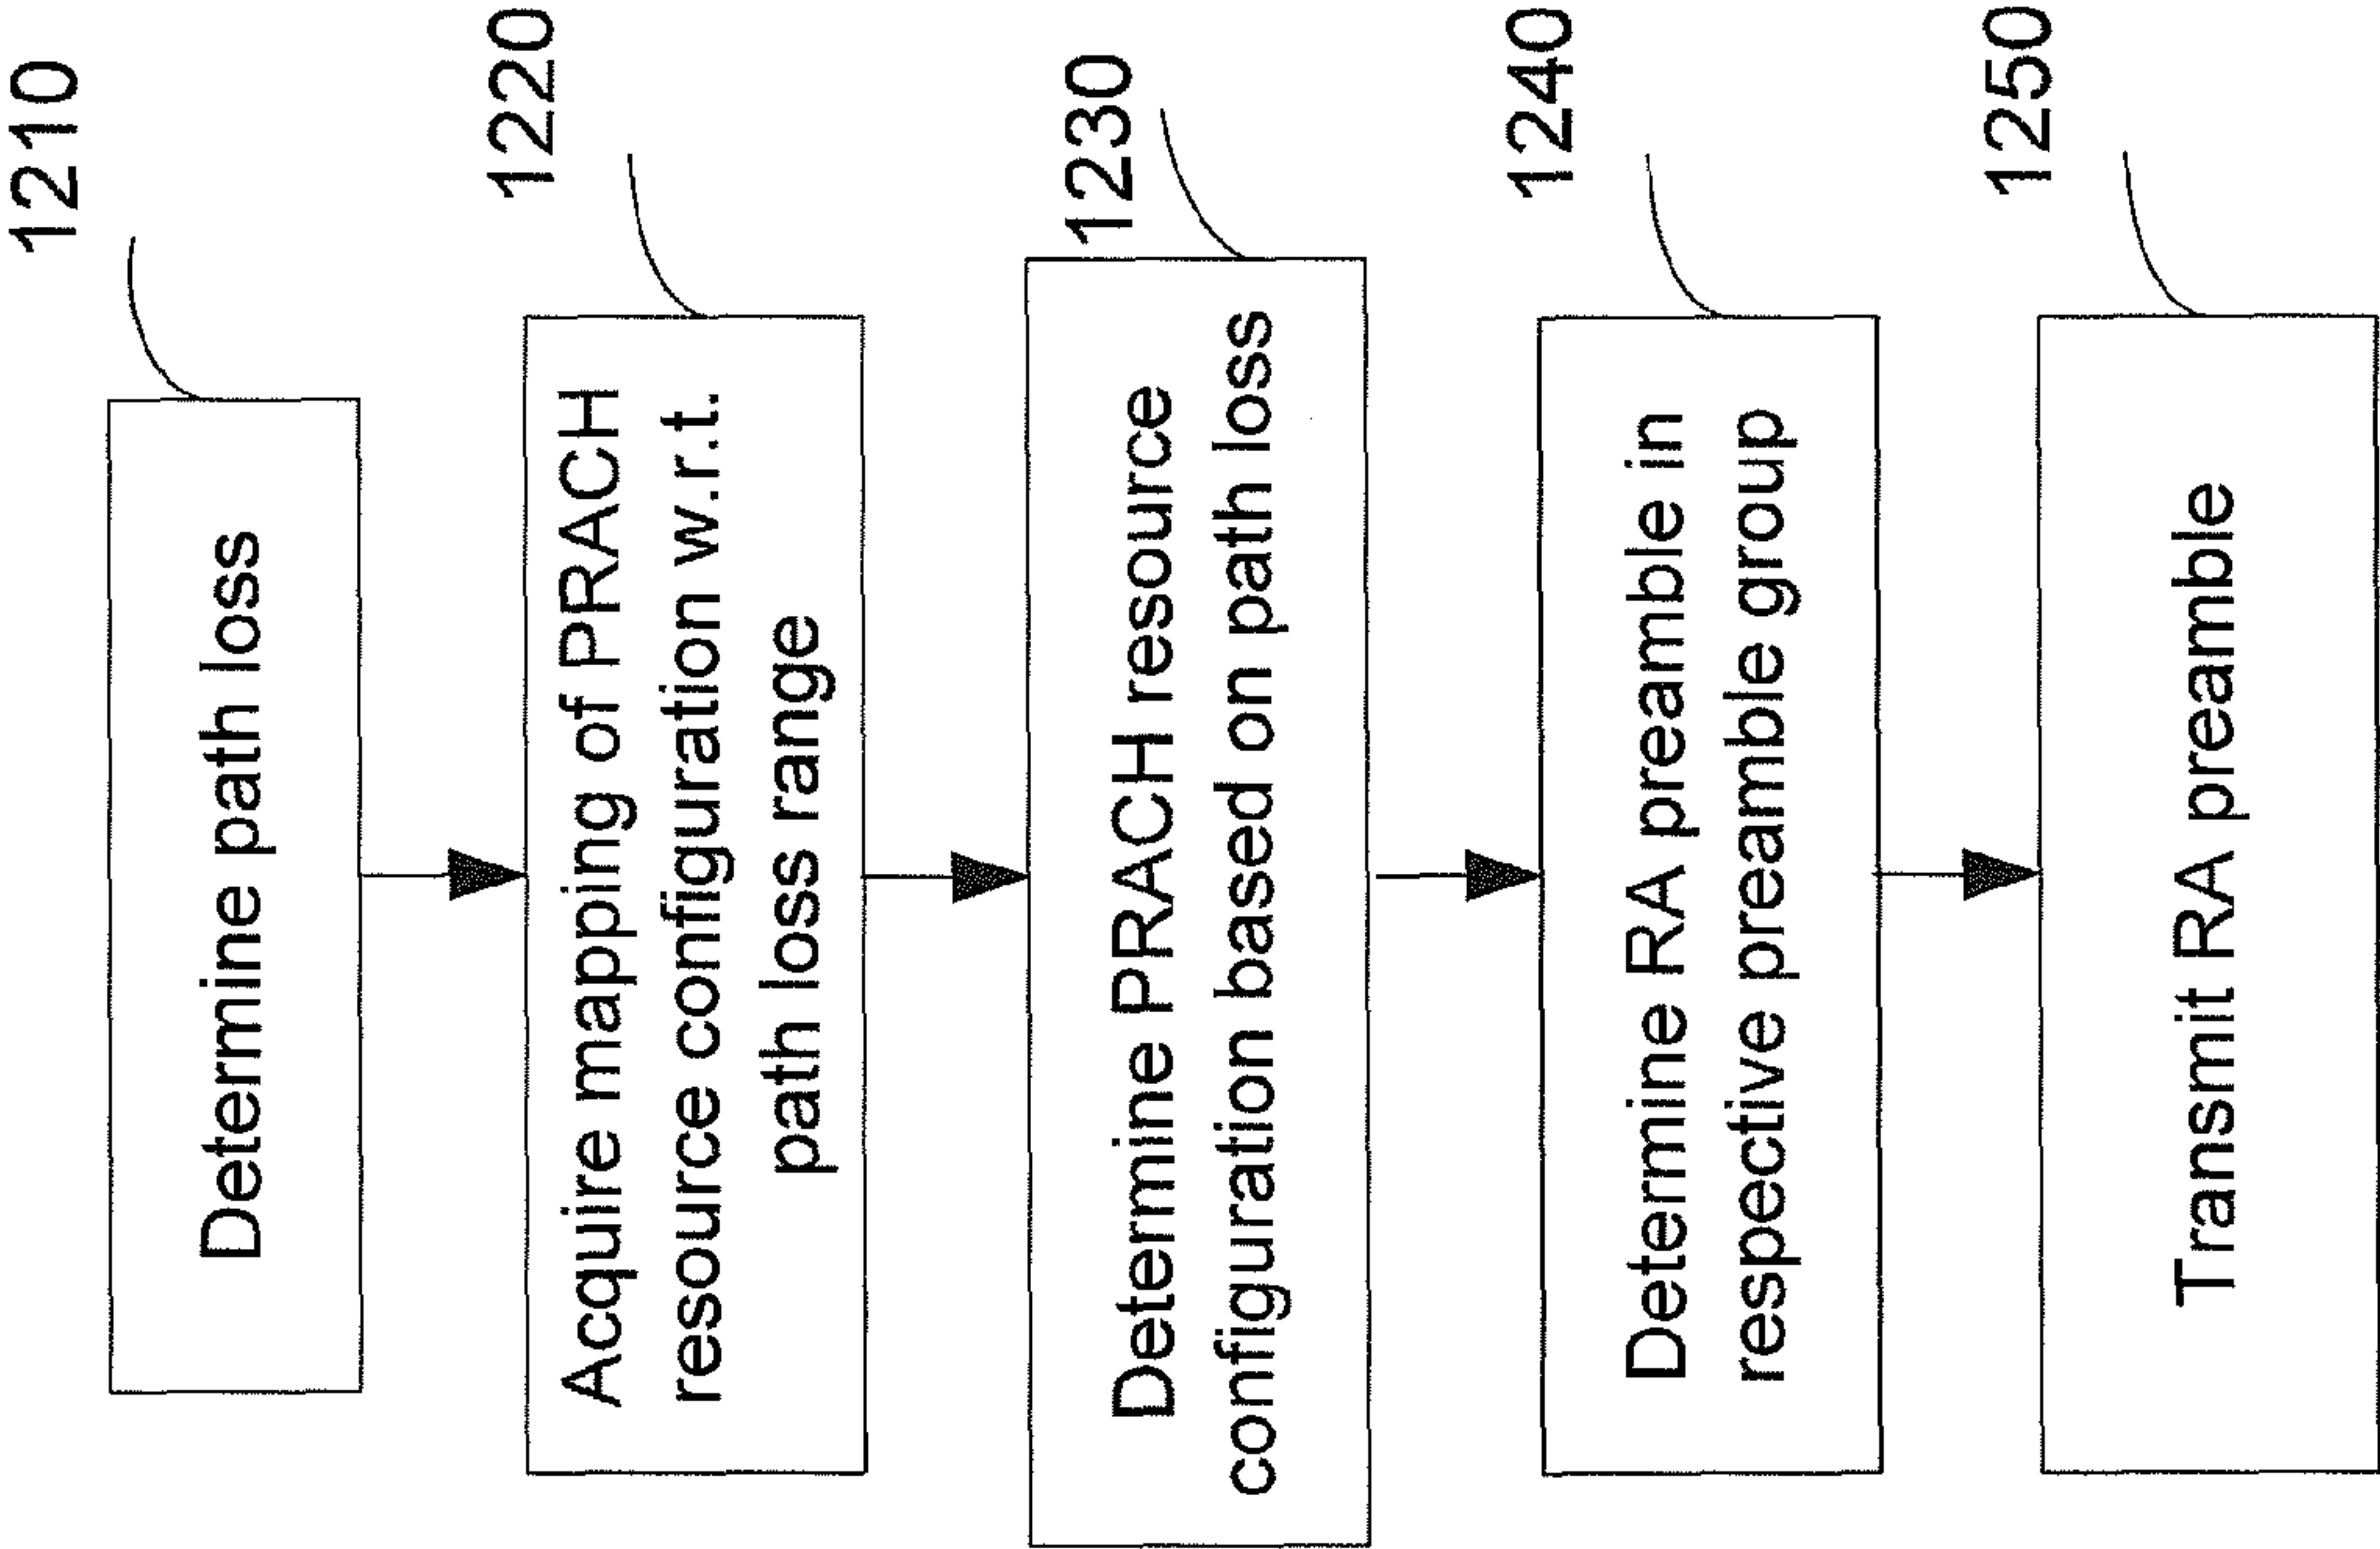 1210
Determine path loss
1220
Acquire mapping of PRACH
resource configuration w.r.t.
path loss range
1230
Determine PRACH resource
configuration based on path loss
1240
Determine RA preamble in
respective preamble group
1250
Transmit RA preamble